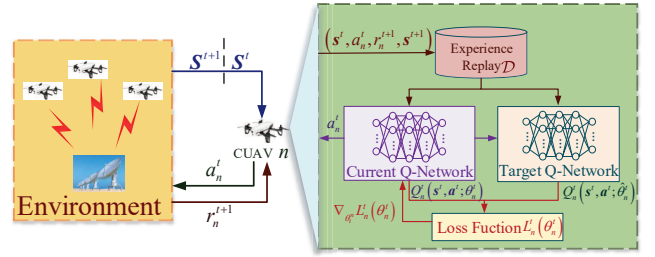 S^{t+1} S^t
CUAV n
a_n^t
r_n^{t+1}
Environment
(s^t, a_n^t, r_n^{t+1}, s^{t+1})
Experience
Replay 𝒟
a_n^t
Current Q-Network
Target Q-Network
Q_n^t(s^t, a^t; θ_n^t)
Q_n^t(s^t, a^t; θ̂_n^t)
∇_{θ_n^t} L_n^t(θ_n^t)
Loss Fuction L_n^t(θ_n^t)